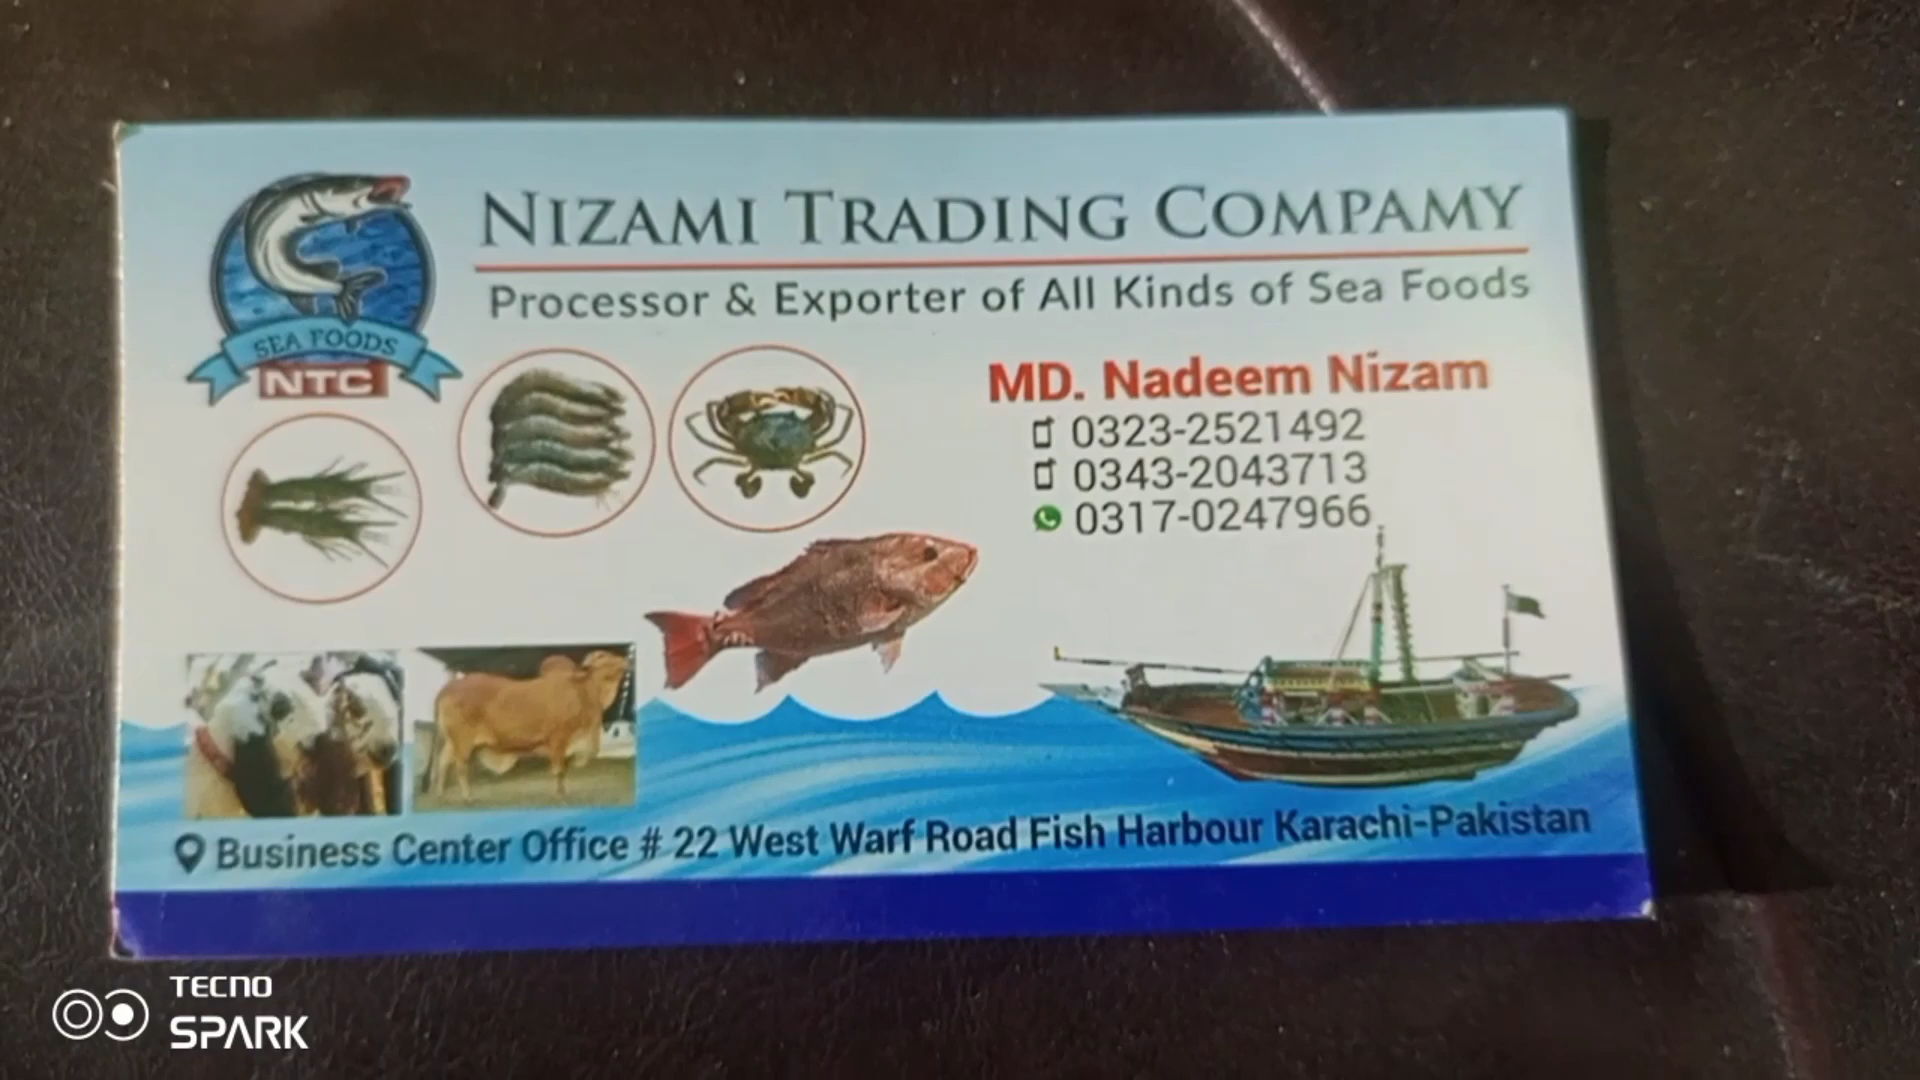 NIZAMI TRADING COMPAMY
Processor & Exporter of All Kinds of Sea Foods
SEA FOODS
NTC
MD. Nadeem Nizam
0323-2521492
0343-2043713
0317-0247966
Business Center Office # 22 West Warf Road Fish Harbour Karachi-Pakistan
TECNO
SPARK